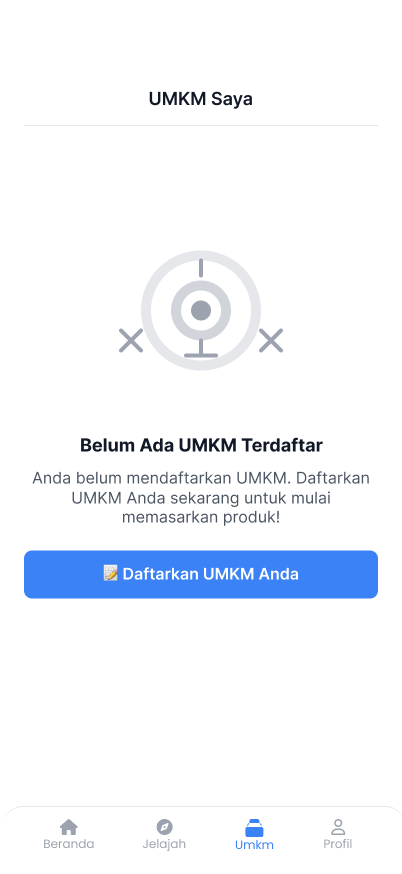 UMKM Saya
Belum Ada UMKM Terdaftar
Anda belum mendaftarkan UMKM. Daftarkan
UMKM Anda sekarang untuk mulai
memasarkan produk!
📝 Daftarkan UMKM Anda
Beranda
Jelajah
Umkm
Profil